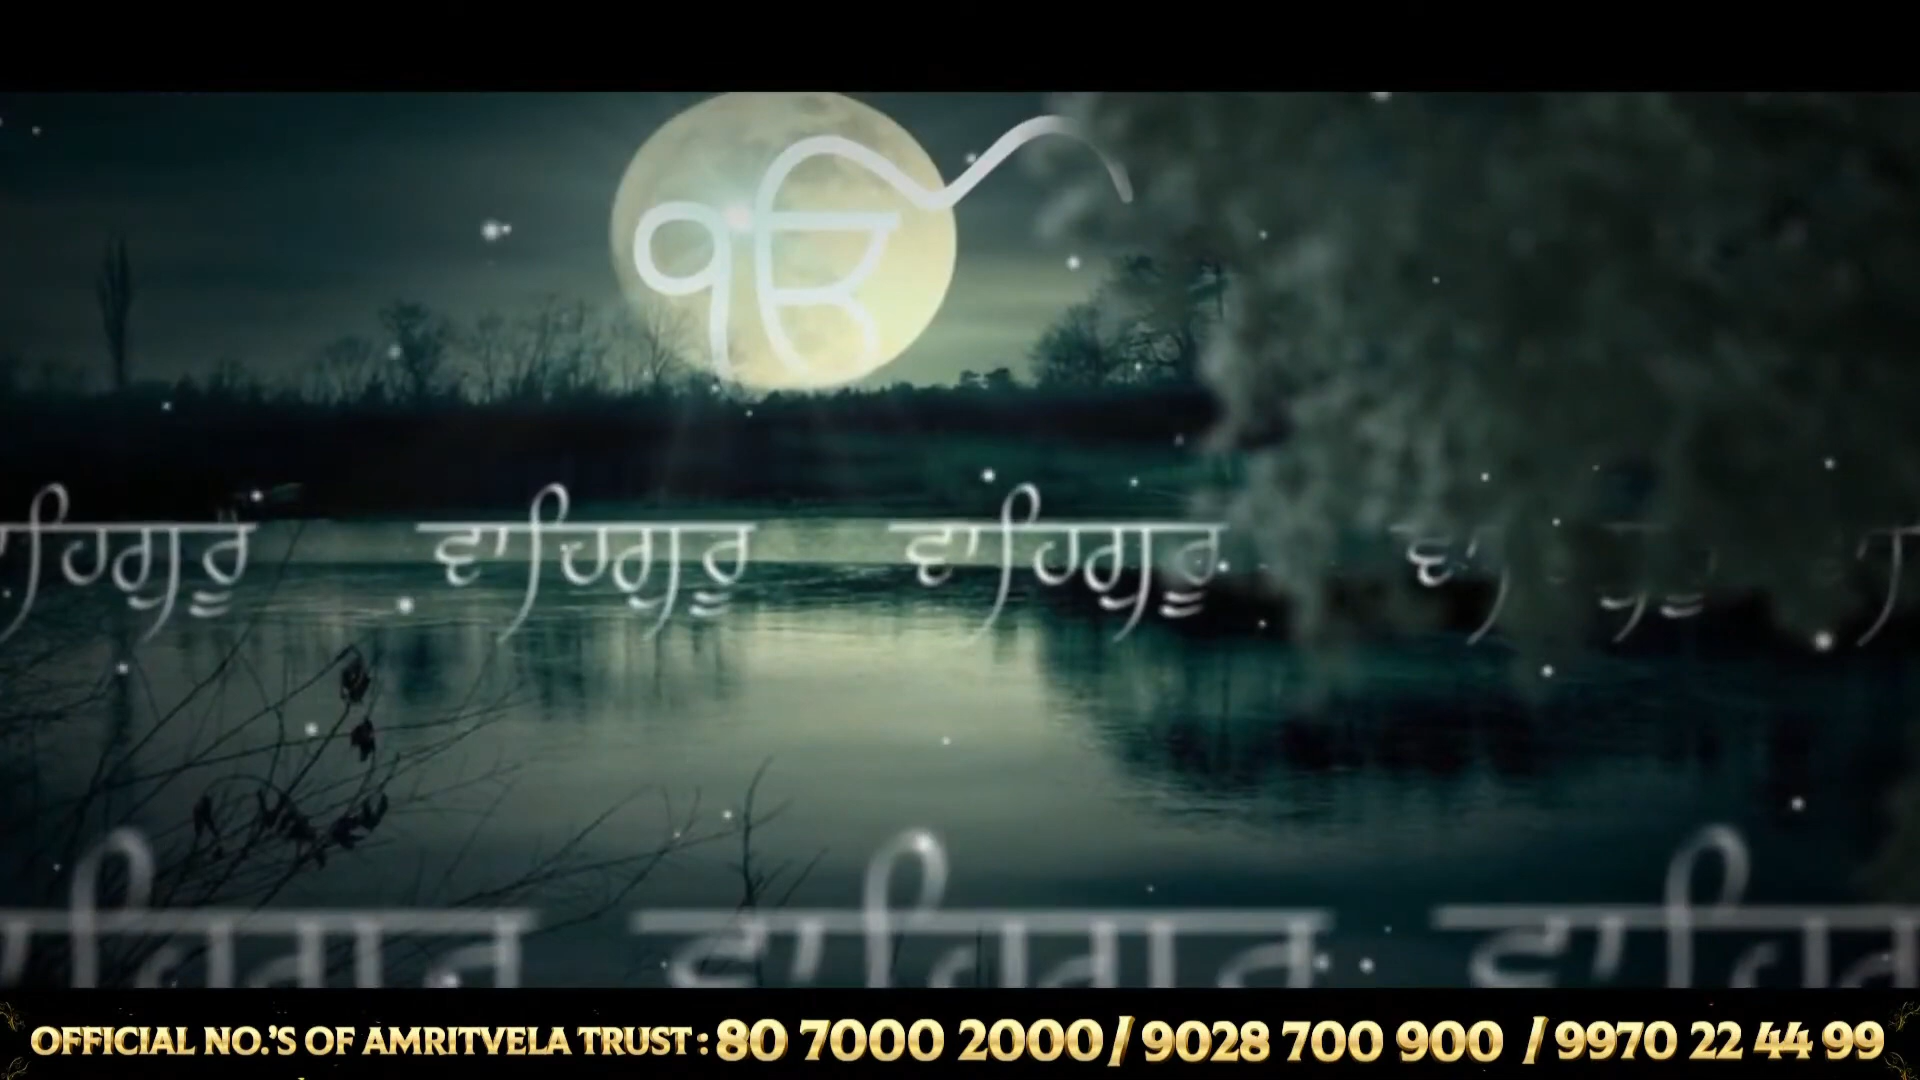 ੴ
ਵਾਹਿਗੁਰੂ ਵਾਹਿਗੁਰੂ ਵਾਹਿਗੁਰੂ
ਵਾਹਿਗੁਰੂ
OFFICIAL NO.'S OF AMRITVELA TRUST : 80 7000 2000 / 9028 700 900 / 9970 22 44 99